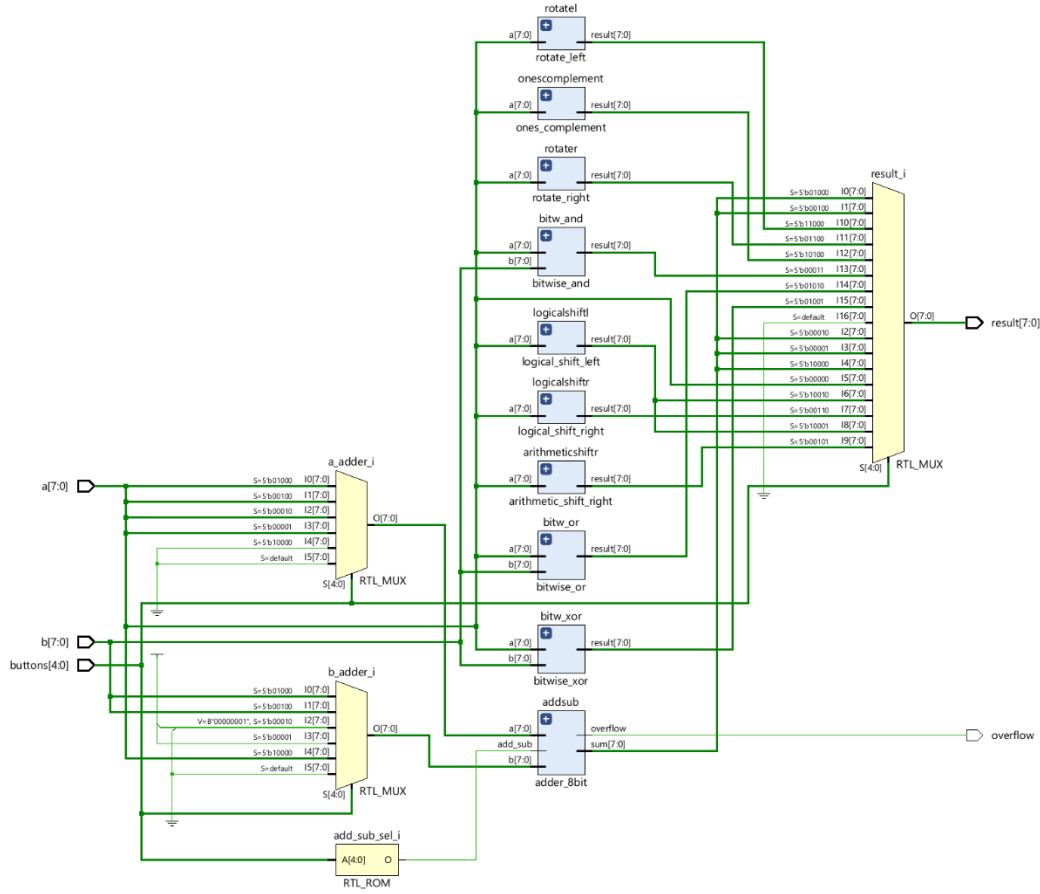 rotatel
a[7:0] result[7:0]
rotate_left
onescomplement
a[7:0] result[7:0]
ones_complement
rotater
a[7:0] result[7:0]
rotate_right
bitw_and
a[7:0] result[7:0]
b[7:0]
bitwise_and
logicalshiftl
a[7:0] result[7:0]
logical_shift_left
logicalshiftr
a[7:0] result[7:0]
logical_shift_right
arithmeticshiftr
a[7:0] result[7:0]
arithmetic_shift_right
bitw_or
a[7:0] result[7:0]
b[7:0]
bitwise_or
bitw_xor
a[7:0] result[7:0]
b[7:0]
bitwise_xor
addsub
a[7:0] overflow
add_sub sum[7:0]
b[7:0]
adder_8bit
result_i
S=5'b01000 I0[7:0]
S=5'b00100 I1[7:0]
S=5'b11000 I10[7:0]
S=5'b01100 I11[7:0]
S=5'b10100 I12[7:0]
S=5'b00011 I13[7:0]
S=5'b01010 I14[7:0]
S=5'b01001 I15[7:0]
S=default I16[7:0]
S=5'b00010 I2[7:0]
S=5'b00001 I3[7:0]
S=5'b10000 I4[7:0]
S=5'b00000 I5[7:0]
S=5'b10010 I6[7:0]
S=5'b00110 I7[7:0]
S=5'b10001 I8[7:0]
S=5'b00101 I9[7:0]
O[7:0]
S[4:0] RTL_MUX
result[7:0]
overflow
a[7:0]
b[7:0]
buttons[4:0]
a_adder_i
S=5'b01000 I0[7:0]
S=5'b00100 I1[7:0]
S=5'b00010 I2[7:0]
S=5'b00001 I3[7:0]
S=5'b10000 I4[7:0]
S=default I5[7:0]
O[7:0]
S[4:0] RTL_MUX
b_adder_i
S=5'b01000 I0[7:0]
S=5'b00100 I1[7:0]
V=B"00000001", S=5'b00010 I2[7:0]
S=5'b00001 I3[7:0]
S=5'b10000 I4[7:0]
S=default I5[7:0]
O[7:0]
S[4:0] RTL_MUX
add_sub_sel_i
A[4:0] O
RTL_ROM